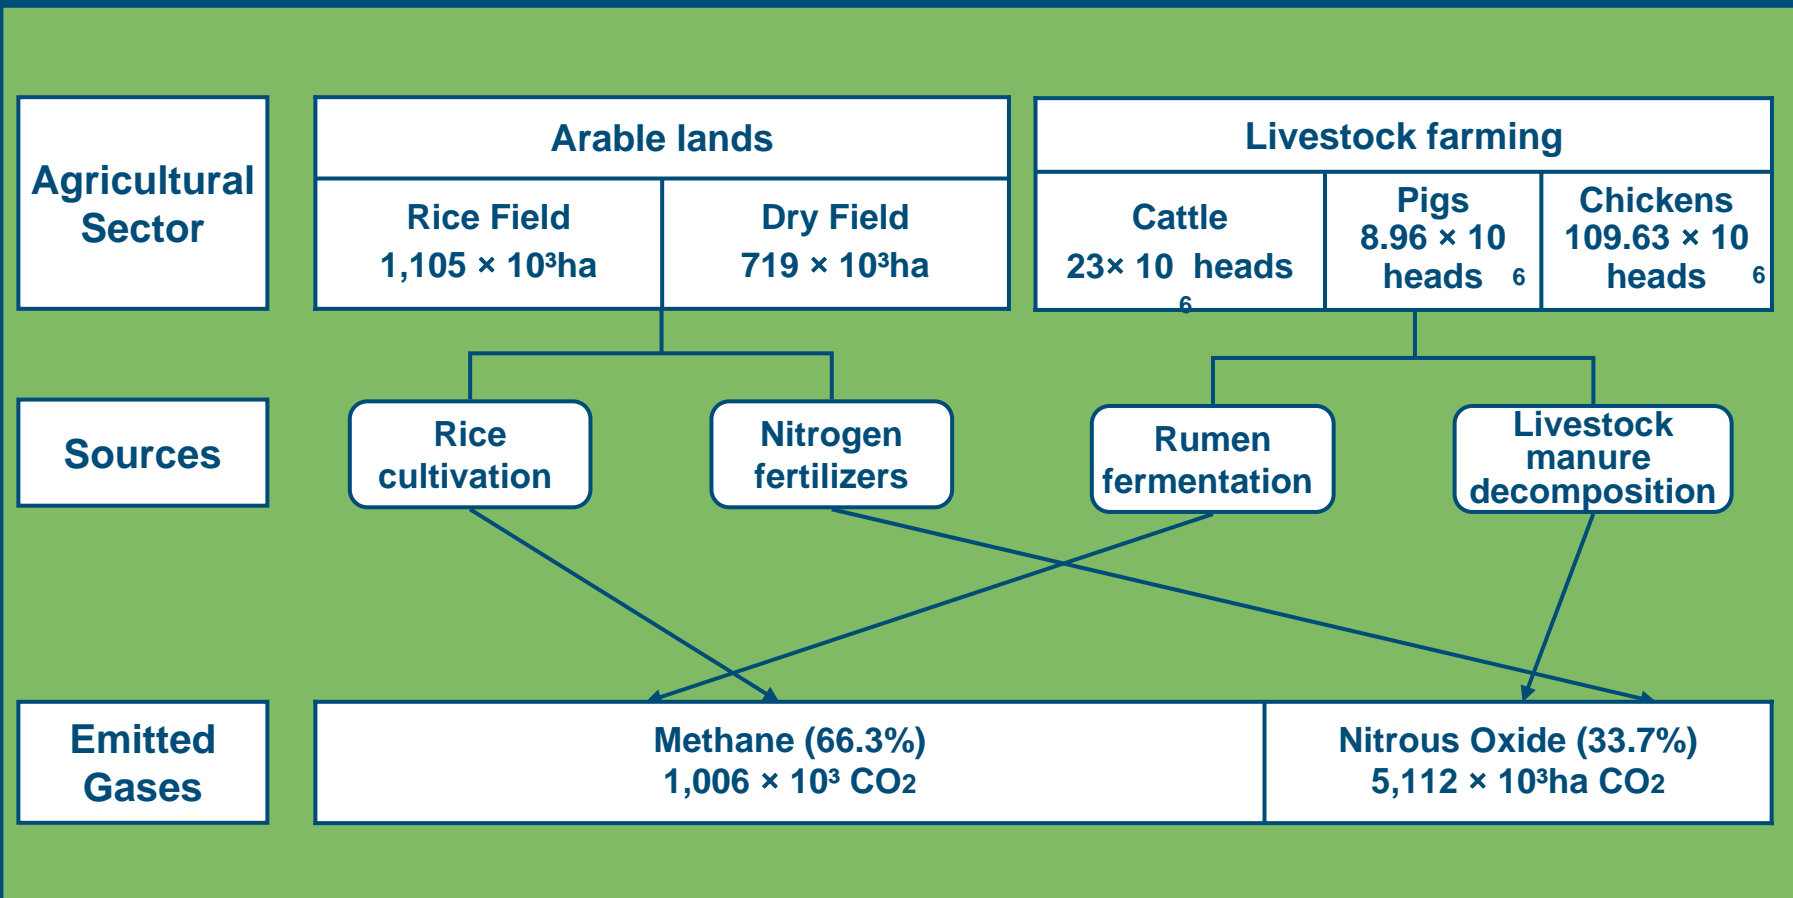 Agricultural
Sector
Arable lands
Rice Field
1,105 × 10³ha
Dry Field
719 × 10³ha
Livestock farming
Cattle
23× 10 heads
6
Pigs
8.96 × 10
heads 6
Chickens
109.63 × 10
heads 6
Sources
Rice
cultivation
Nitrogen
fertilizers
Rumen
fermentation
Livestock
manure
decomposition
Emitted
Gases
Methane (66.3%)
1,006 × 10³ CO2
Nitrous Oxide (33.7%)
5,112 × 10³ha CO2